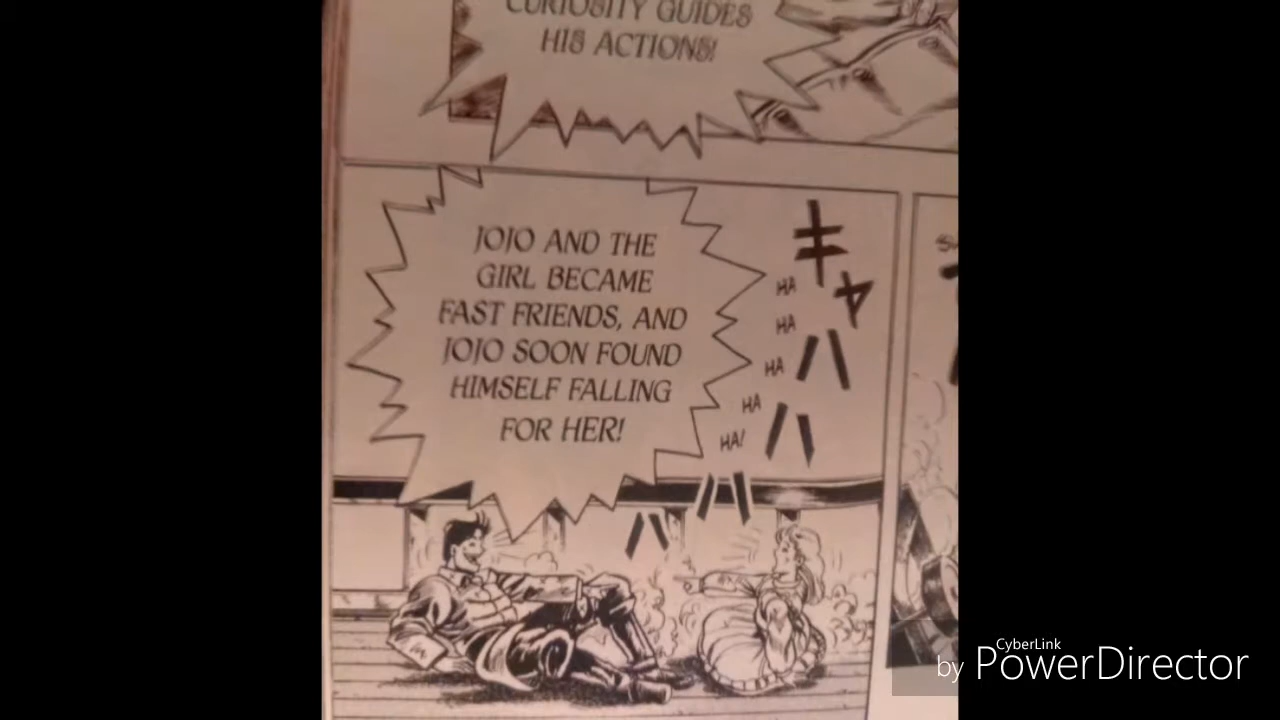 CURIOSITY GUIDES
HIS ACTIONS!
JOJO AND THE
GIRL BECAME
FAST FRIENDS, AND
JOJO SOON FOUND
HIMSELF FALLING
FOR HER!
キャハハハハ
HA
HA
HA
HA
HA!
CyberLink
by PowerDirector